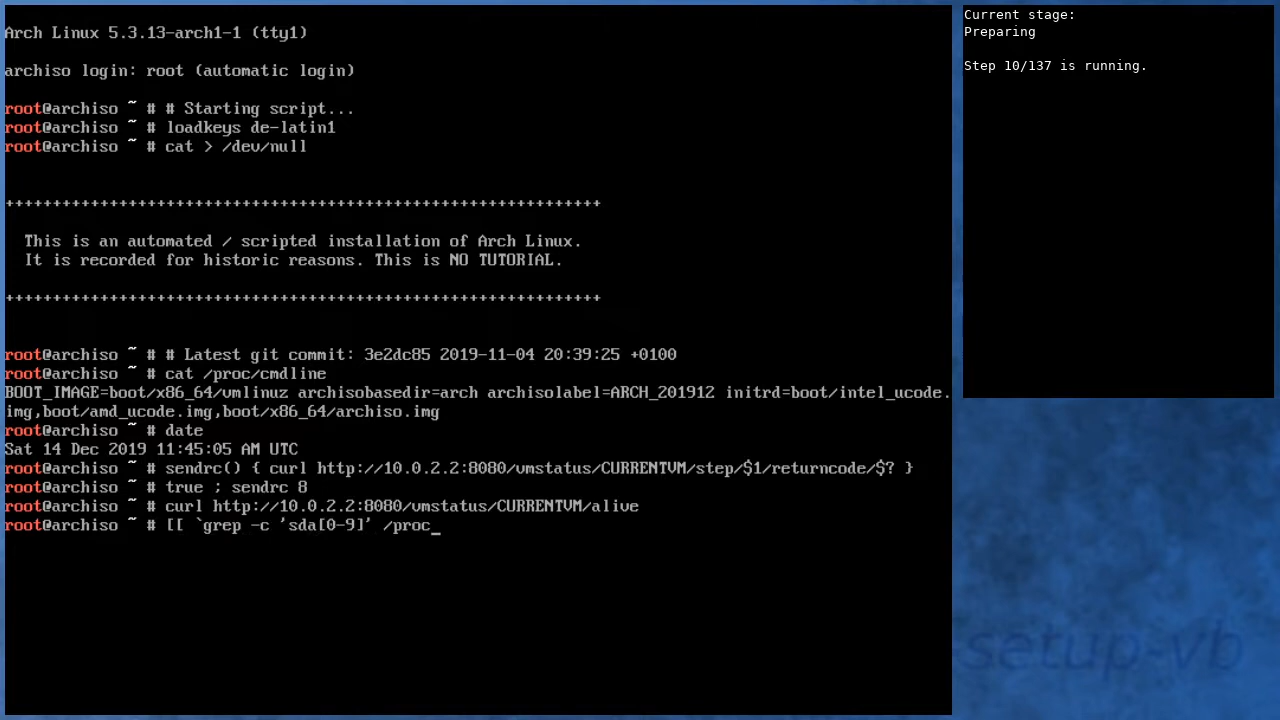 Arch Linux 5.3.13-arch1-1 (tty1)
archiso login: root (automatic login)
root@archiso ~ # # Starting script...
root@archiso ~ # loadkeys de-latin1
root@archiso ~ # cat > /dev/null
+++++++++++++++++++++++++++++++++++++++++++++++++++++++++++++++
This is an automated / scripted installation of Arch Linux.
It is recorded for historic reasons. This is NO TUTORIAL.
+++++++++++++++++++++++++++++++++++++++++++++++++++++++++++++++
root@archiso ~ # # Latest git commit: 3e2dc85 2019-11-04 20:39:25 +0100
root@archiso ~ # cat /proc/cmdline
BOOT_IMAGE=boot/x86_64/vmlinuz archisobasedir=arch archisolabel=ARCH_201912 initrd=boot/intel_ucode.
img,boot/amd_ucode.img,boot/x86_64/archiso.img
root@archiso ~ # date
Sat 14 Dec 2019 11:45:05 AM UTC
root@archiso ~ # sendrc() { curl http://10.0.2.2:8080/vmstatus/CURRENTVM/step/$1/returncode/$? }
root@archiso ~ # true ; sendrc 8
root@archiso ~ # curl http://10.0.2.2:8080/vmstatus/CURRENTVM/alive
root@archiso ~ # [[ `grep -c 'sda[0-9]' /proc_
Current stage:
Preparing
Step 10/137 is running.
setup-vb